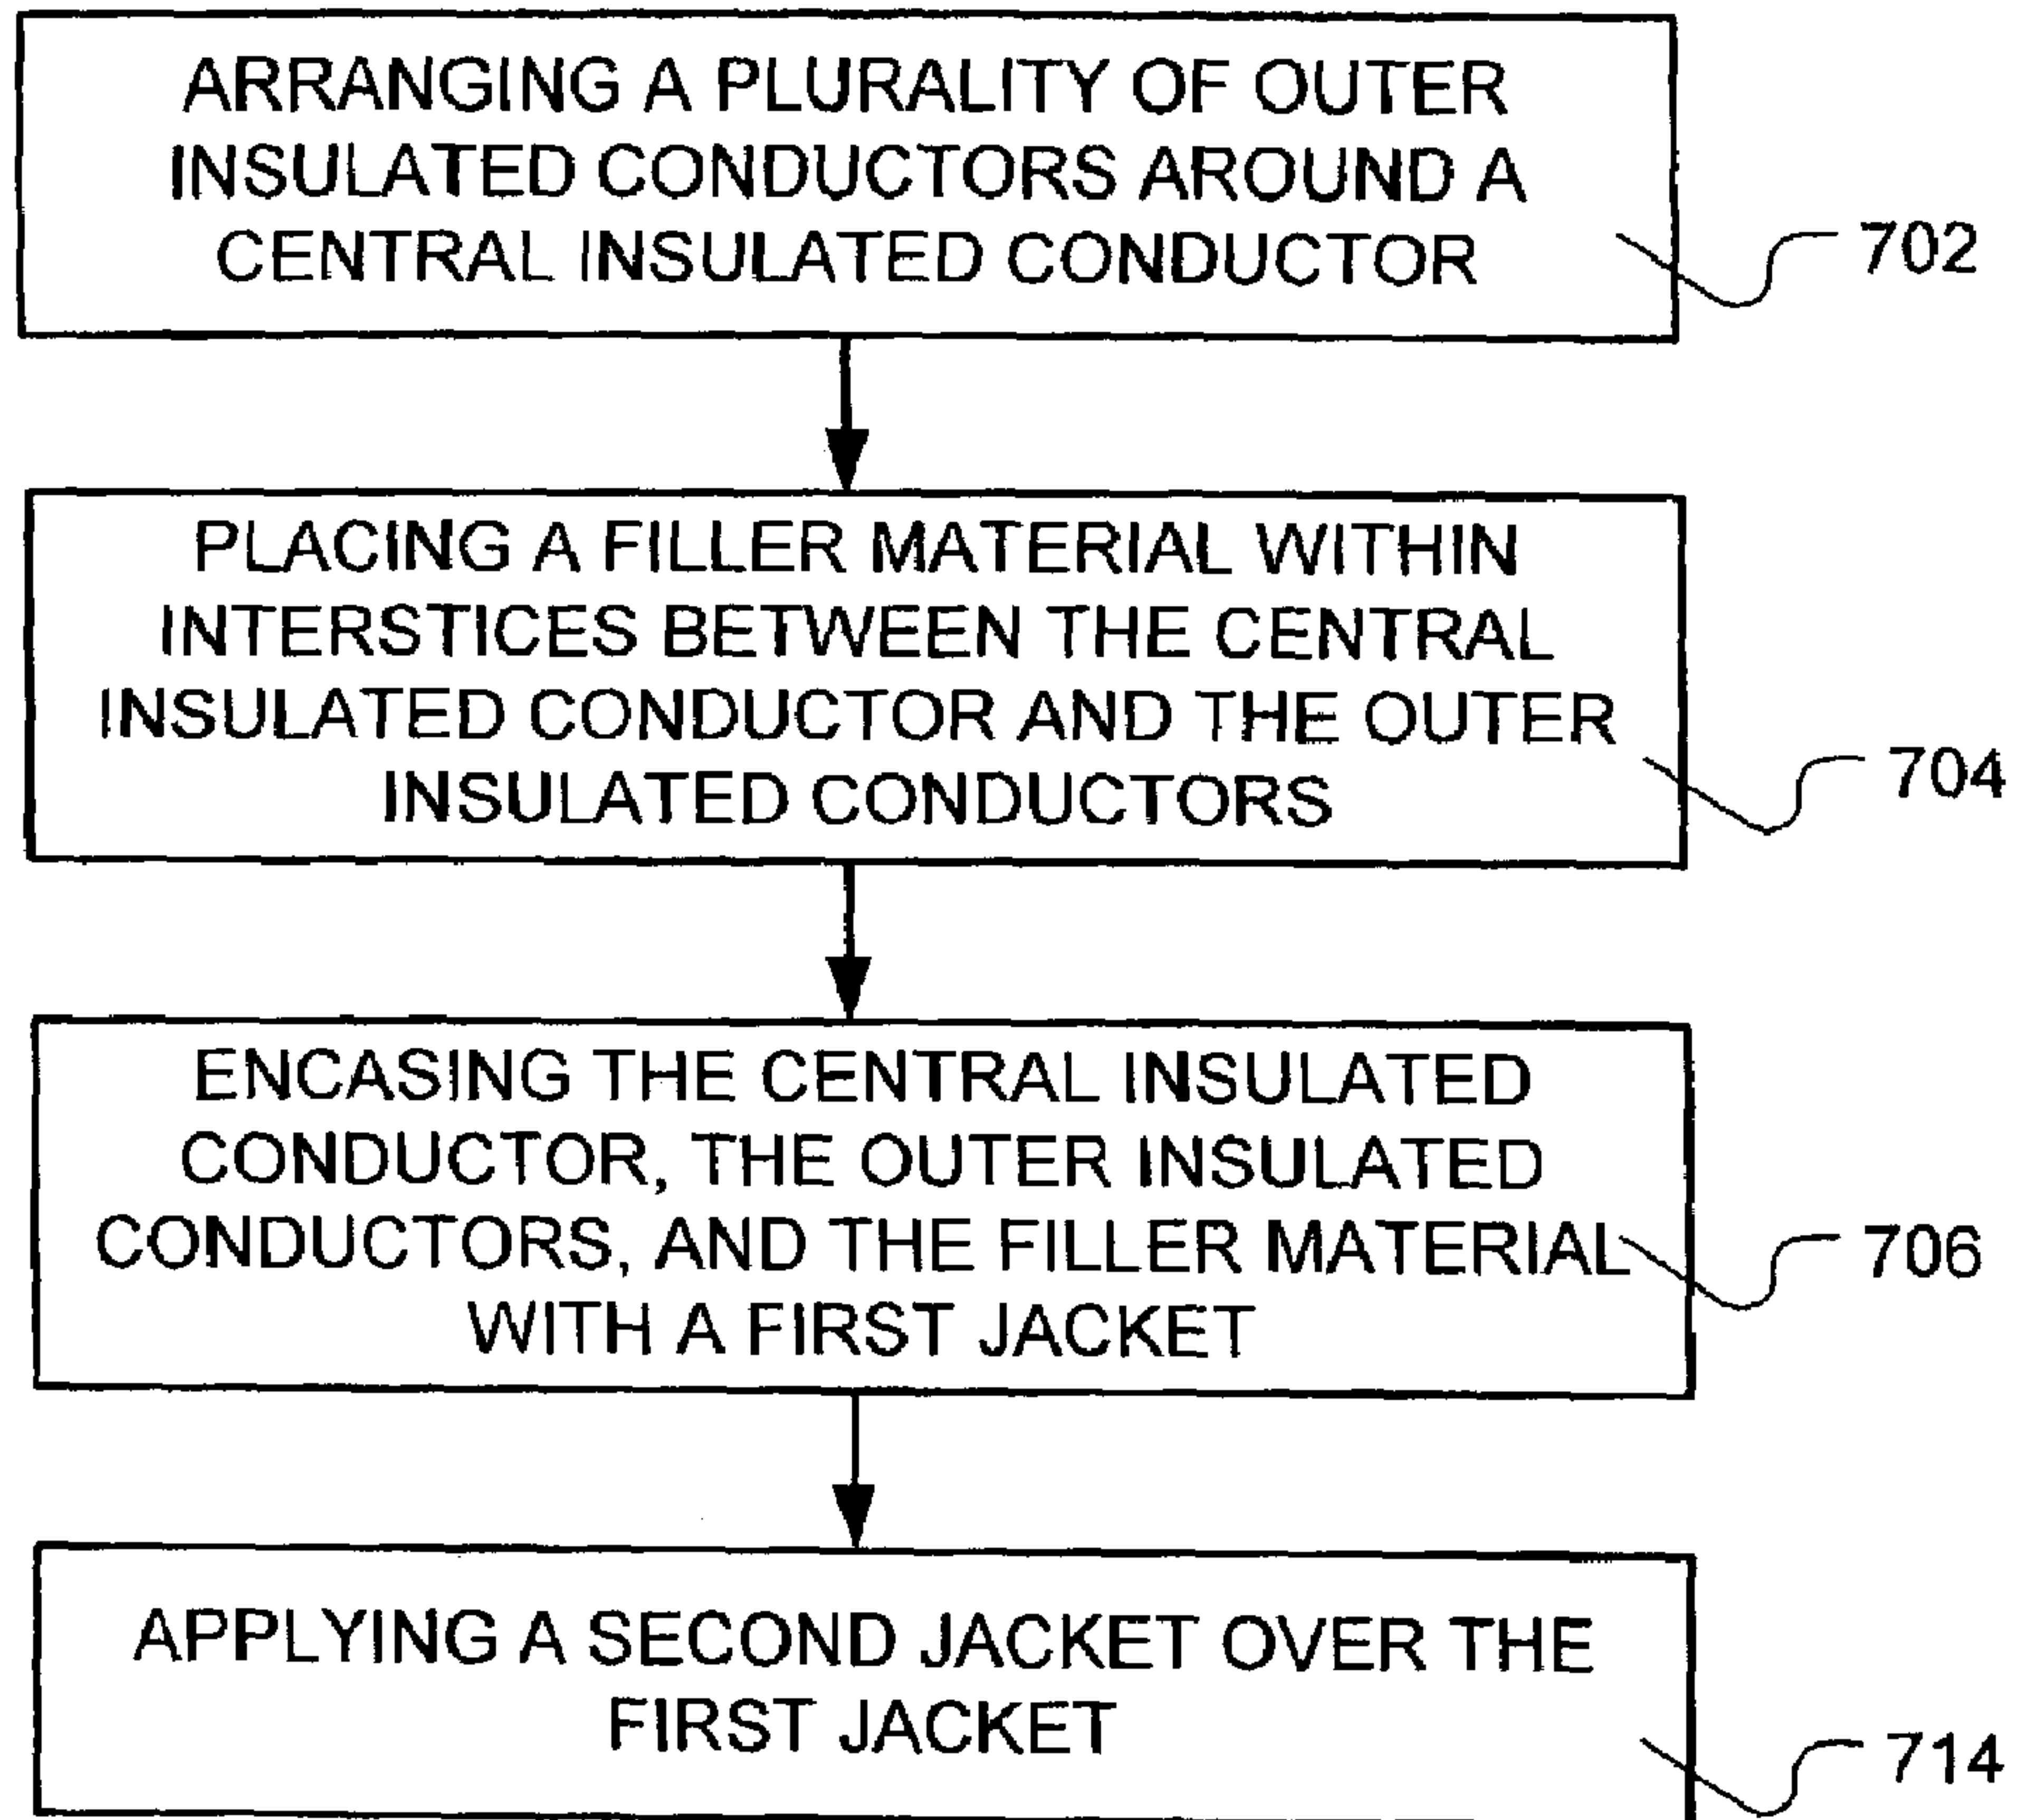 ARRANGING A PLURALITY OF OUTER
INSULATED CONDUCTORS AROUND A
CENTRAL INSULATED CONDUCTOR
702
PLACING A FILLER MATERIAL WITHIN
INTERSTICES BETWEEN THE CENTRAL
INSULATED CONDUCTOR AND THE OUTER
INSULATED CONDUCTORS
704
ENCASING THE CENTRAL INSULATED
CONDUCTOR, THE OUTER INSULATED
CONDUCTORS, AND THE FILLER MATERIAL
WITH A FIRST JACKET
706
APPLYING A SECOND JACKET OVER THE
FIRST JACKET
714